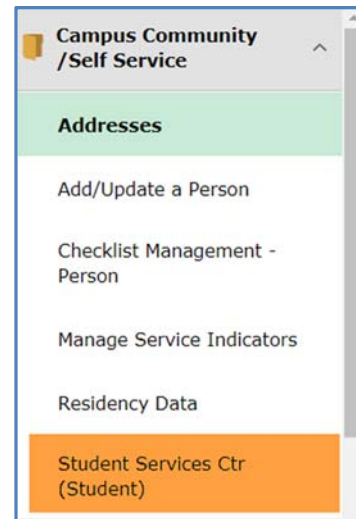 Campus Community
/Self Service
Addresses
Add/Update a Person
Checklist Management -
Person
Manage Service Indicators
Residency Data
Student Services Ctr
(Student)